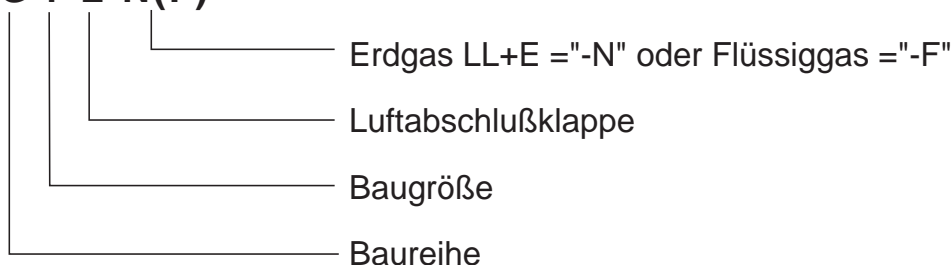 Erdgas LL+E ="-N" oder Flüssiggas ="-F"
Luftabschlußklappe
Baugröße
Baureihe